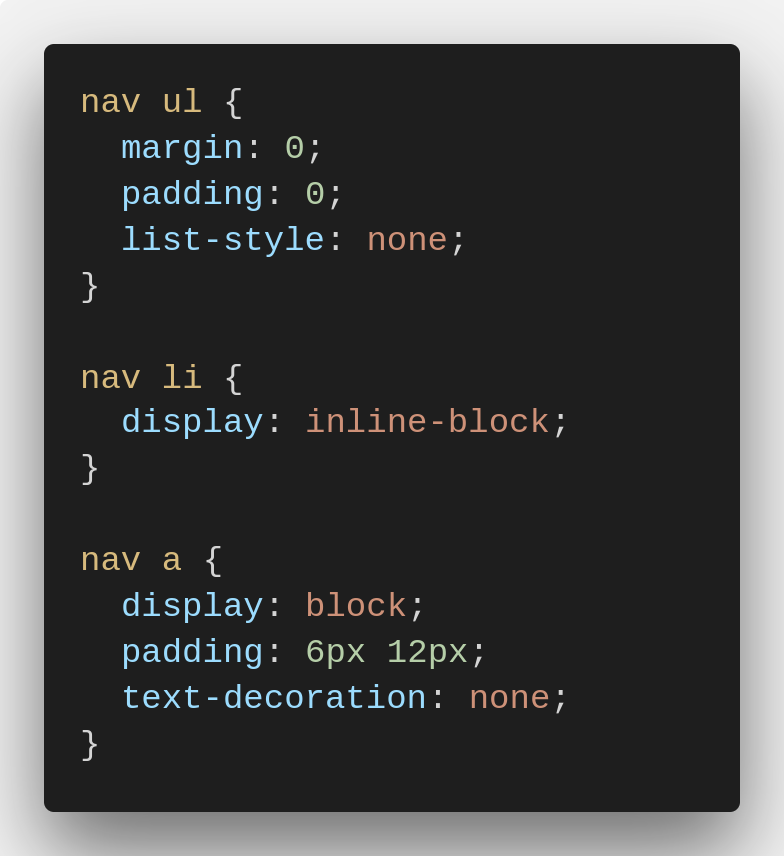 nav ul {
  margin: 0;
  padding: 0;
  list-style: none;
}

nav li {
  display: inline-block;
}

nav a {
  display: block;
  padding: 6px 12px;
  text-decoration: none;
}